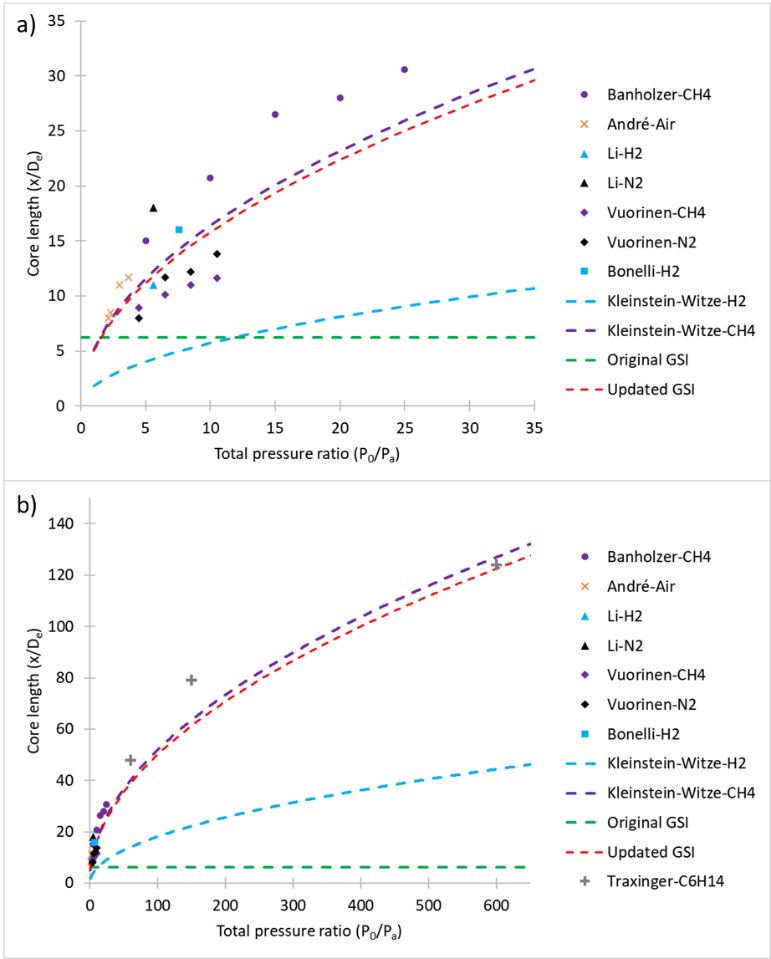 a)
Core length (x/Dₑ)
35
30
25
20
15
10
5
0
0 5 10 15 20 25 30 35
Total pressure ratio (P₀/Pₐ)
Banholzer-CH4
André-Air
Li-H2
Li-N2
Vuorinen-CH4
Vuorinen-N2
Bonelli-H2
Kleinstein-Witze-H2
Kleinstein-Witze-CH4
Original GSI
Updated GSI
b)
Core length (x/Dₑ)
140
120
100
80
60
40
20
0
0 100 200 300 400 500 600
Total pressure ratio (P₀/Pₐ)
Banholzer-CH4
André-Air
Li-H2
Li-N2
Vuorinen-CH4
Vuorinen-N2
Bonelli-H2
Kleinstein-Witze-H2
Kleinstein-Witze-CH4
Original GSI
Updated GSI
Traxinger-C6H14